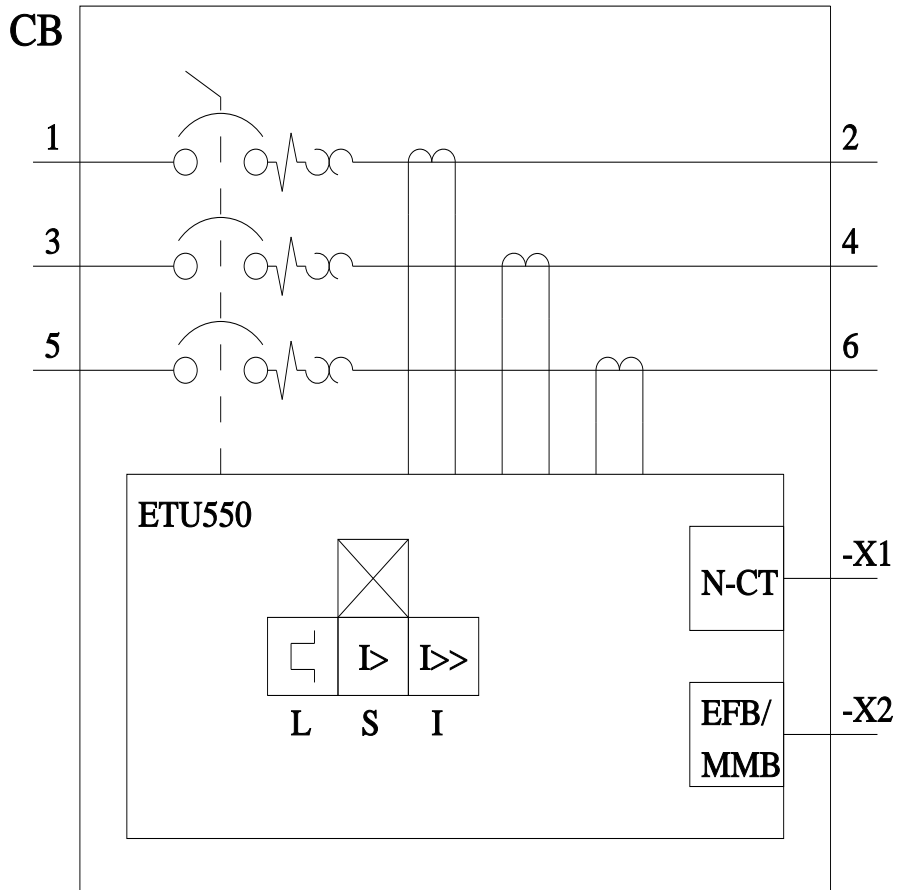 CB
1 2
3 4
5 6
ETU550
-X1
N-CT
I> I>>
L S I
EFB/ -X2
MMB